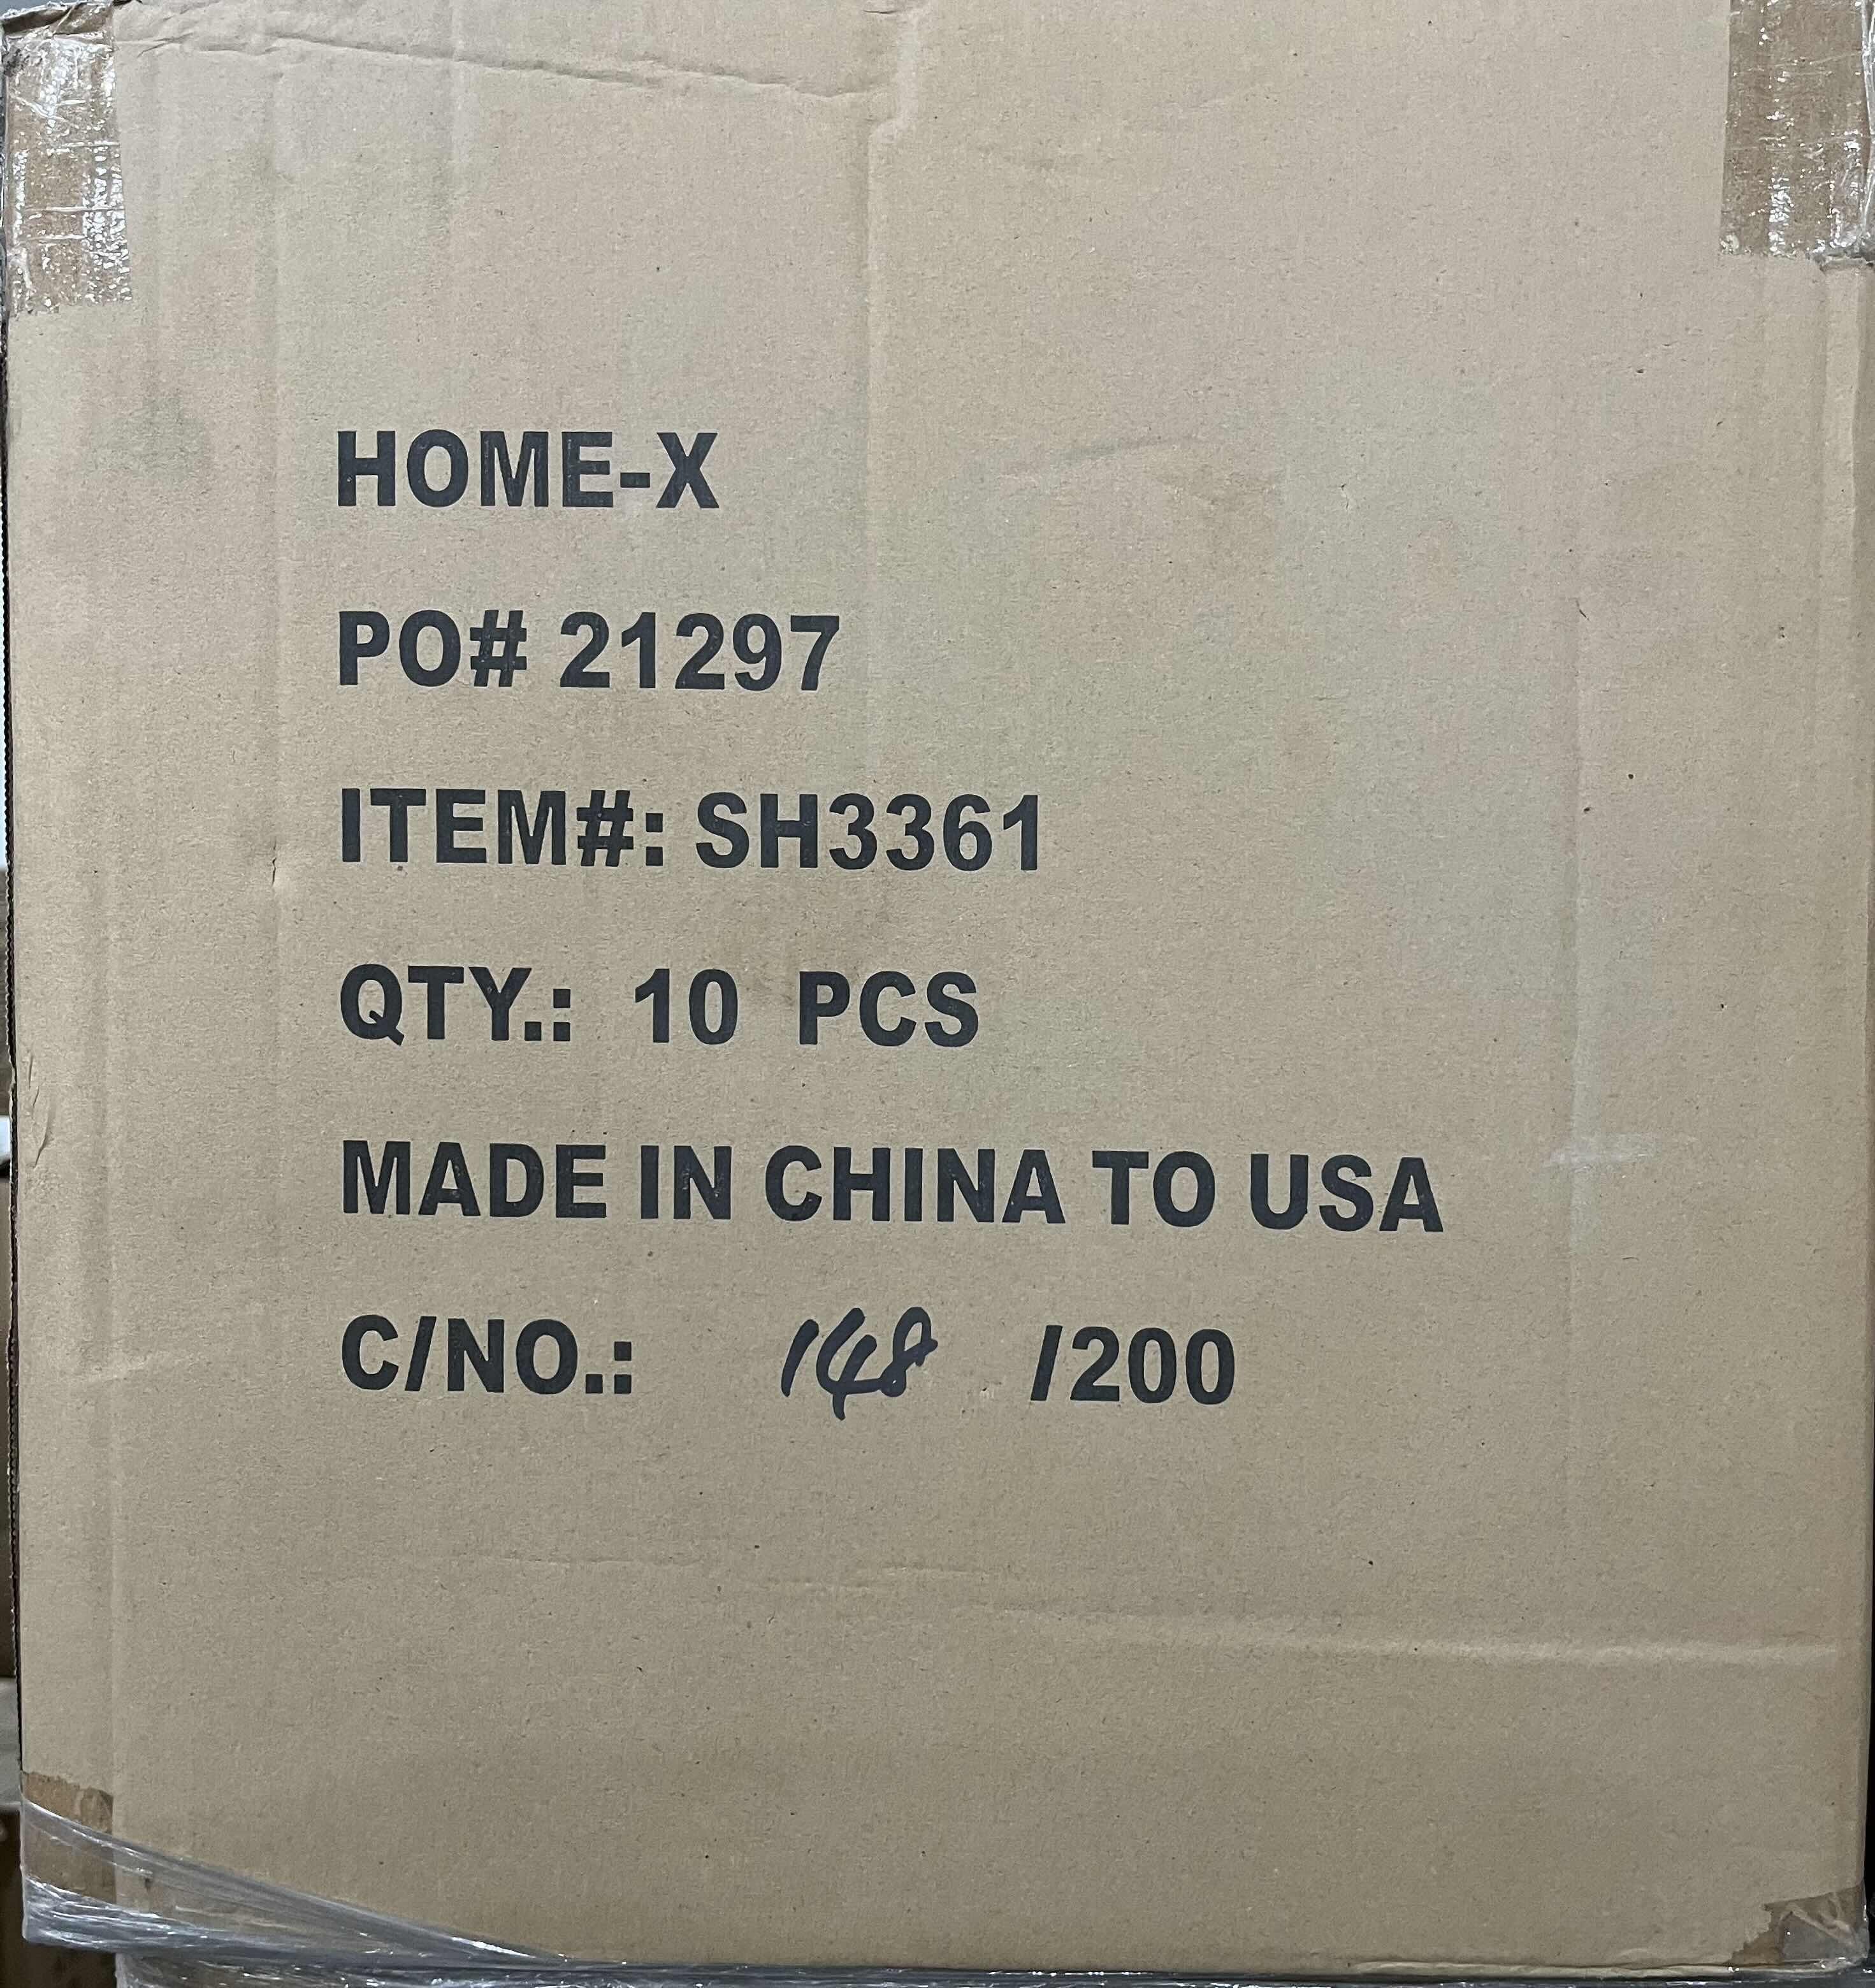 HOME-X
PO# 21297
ITEM#: SH3361
QTY.: 10 PCS
MADE IN CHINA TO USA
C/NO.: 148 /200